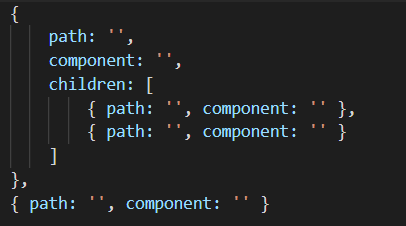 {
    path: '',
    component: '',
    children: [
        { path: '', component: '' },
        { path: '', component: '' }
    ]
},
{ path: '', component: '' }